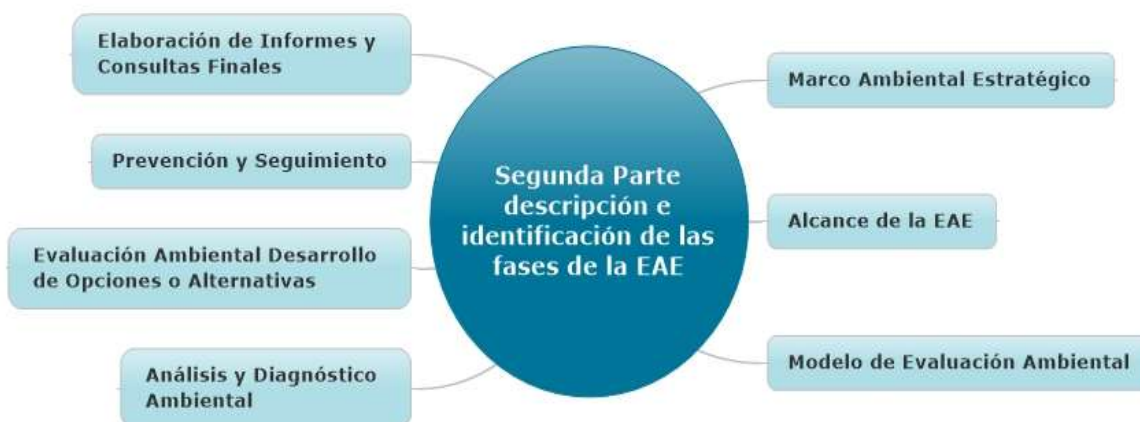 Segunda Parte
descripción e
identificación de las
fases de la EAE
Marco Ambiental Estratégico
Alcance de la EAE
Modelo de Evaluación Ambiental
Análisis y Diagnóstico
Ambiental
Evaluación Ambiental Desarrollo
de Opciones o Alternativas
Prevención y Seguimiento
Elaboración de Informes y
Consultas Finales